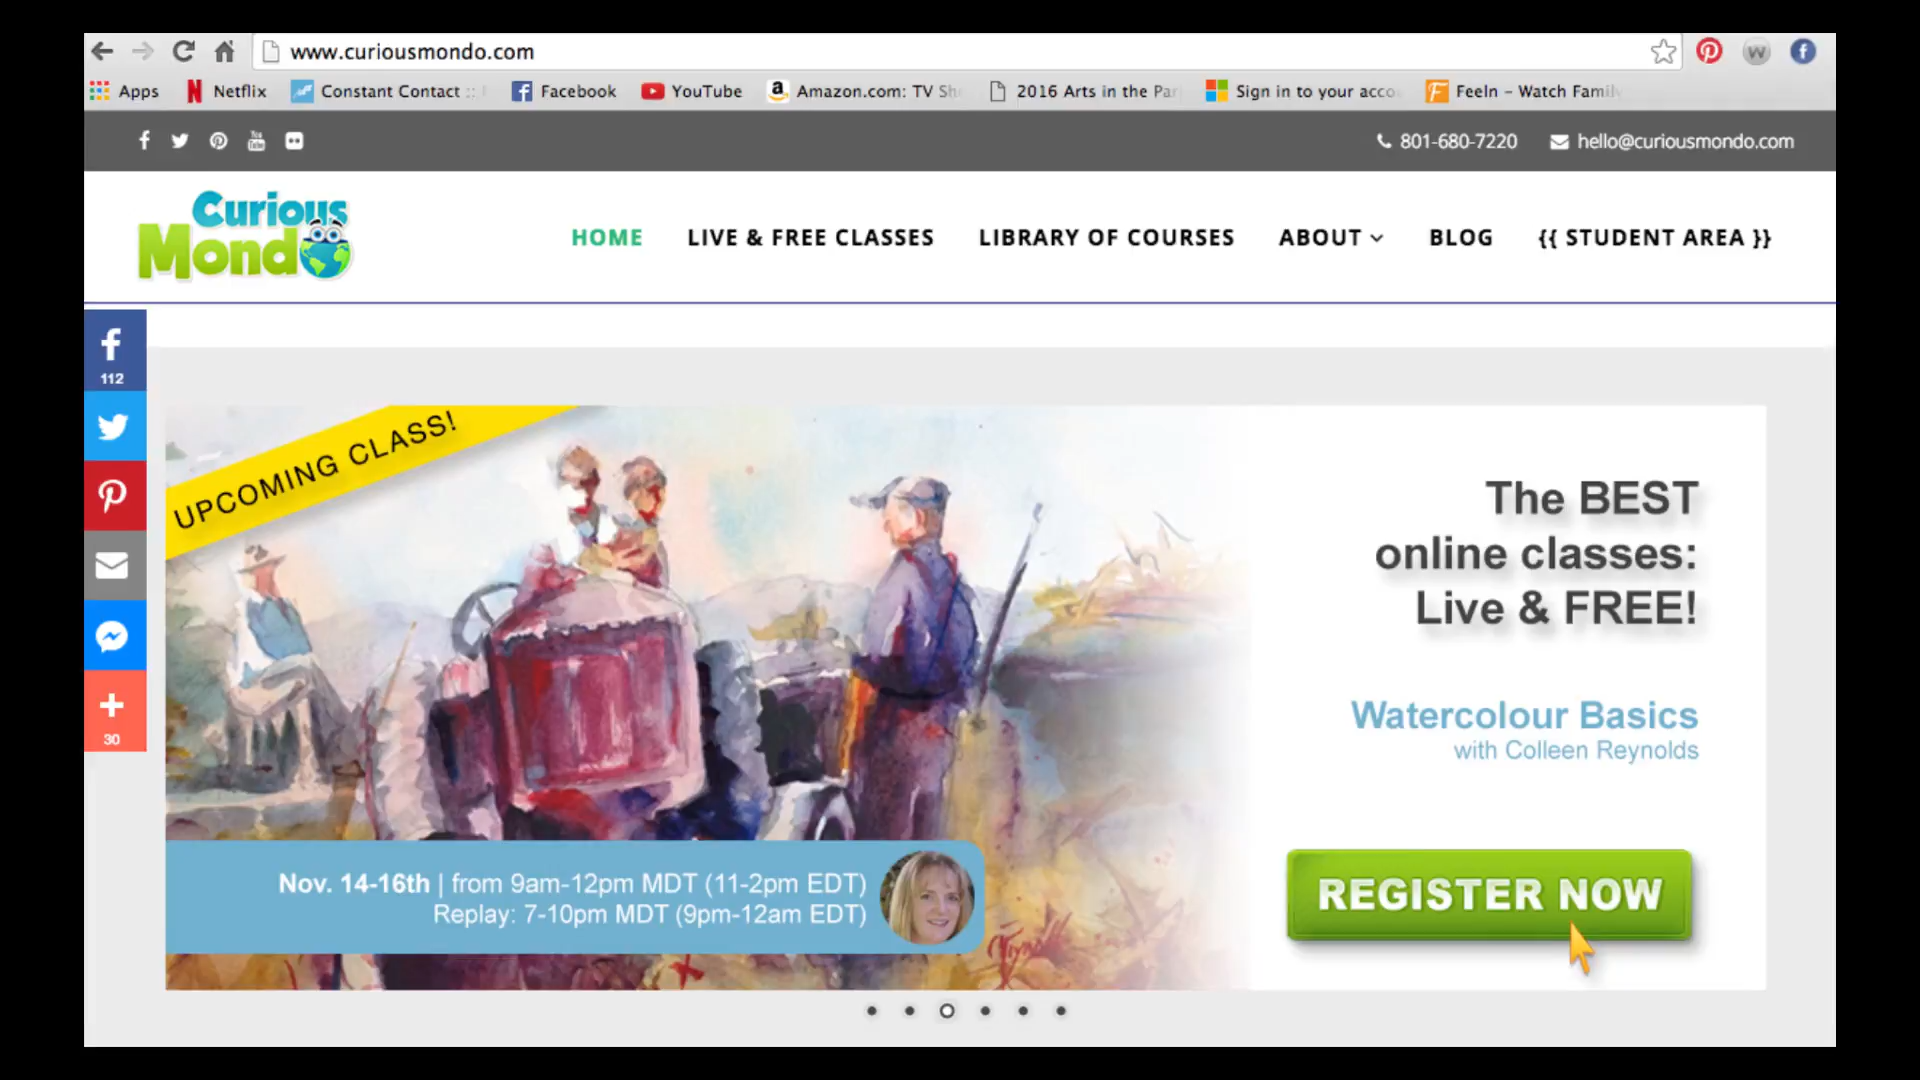 www.curiousmondo.com
Apps Netflix Constant Contact :: Facebook YouTube Amazon.com: TV Sh 2016 Arts in the Par Sign in to your acco FeeIn – Watch Family
801-680-7220 hello@curiousmondo.com
Curious
Mondo
HOME LIVE & FREE CLASSES LIBRARY OF COURSES ABOUT BLOG {{ STUDENT AREA }}
112
30
UPCOMING CLASS!
The BEST
online classes:
Live & FREE!
Watercolour Basics
with Colleen Reynolds
Nov. 14-16th | from 9am-12pm MDT (11-2pm EDT)
Replay: 7-10pm MDT (9pm-12am EDT)
REGISTER NOW